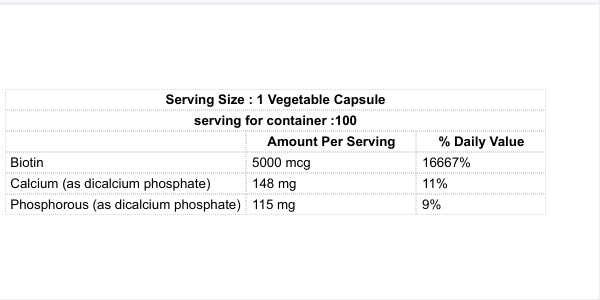 Serving Size : 1 Vegetable Capsule
serving for container :100
Amount Per Serving % Daily Value
Biotin 5000 mcg 16667%
Calcium (as dicalcium phosphate) 148 mg 11%
Phosphorous (as dicalcium phosphate) 115 mg 9%